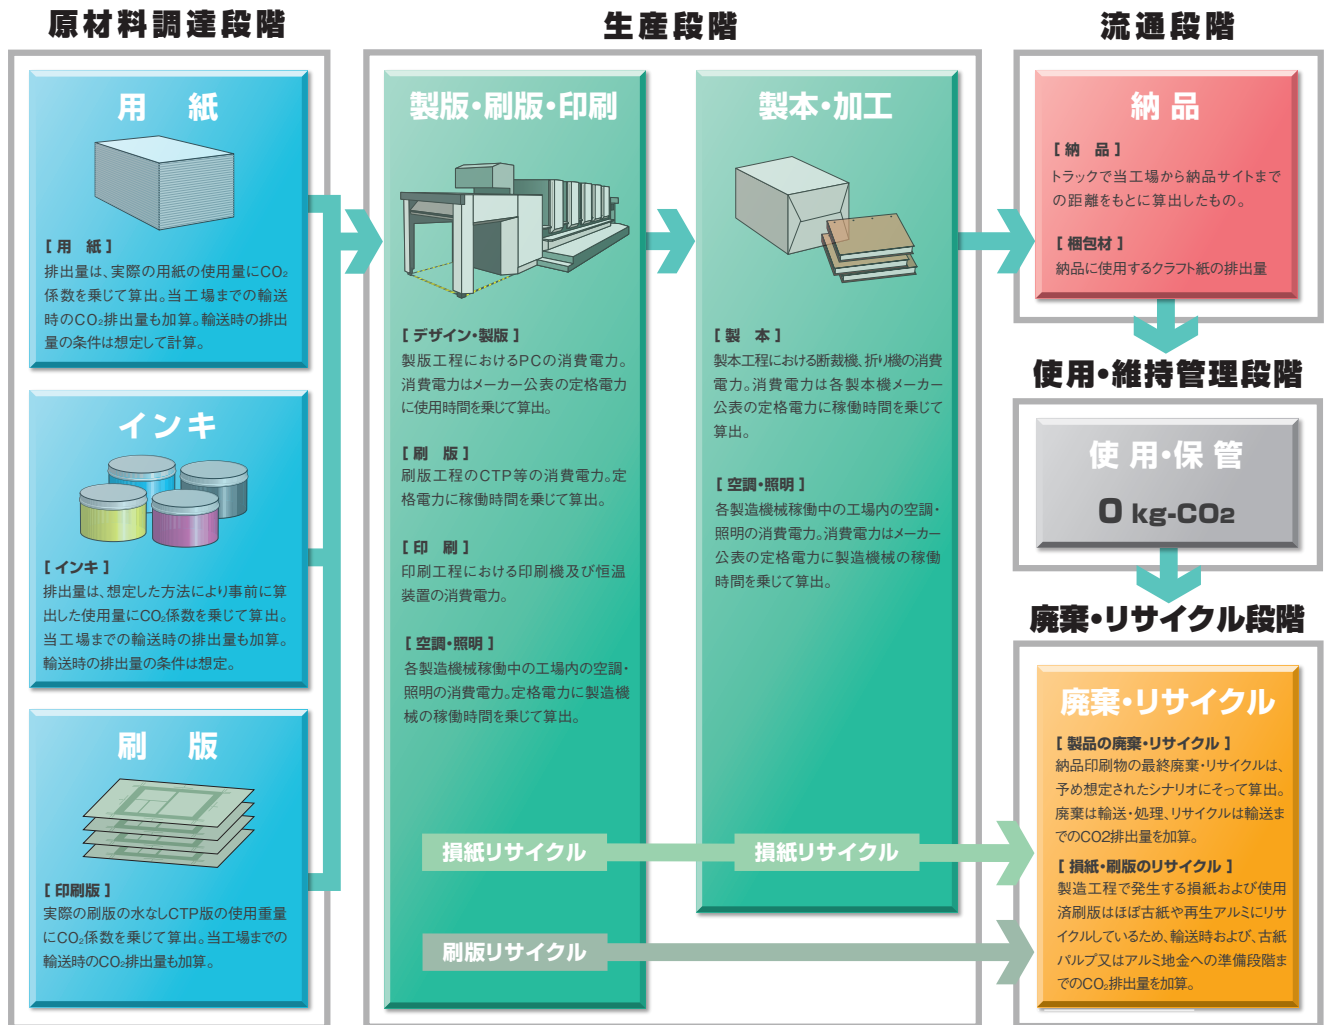 原材料調達段階
用 紙
[ 用 紙 ]
排出量は、実際の用紙の使用量にCO₂
係数を乗じて算出。当工場までの輸送
時のCO₂排出量も加算。輸送時の排出
量の条件は想定して計算。
インキ
[ インキ ]
排出量は、想定した方法により事前に算
出した使用量にCO₂係数を乗じて算出。
当工場までの輸送時の排出量も加算。
輸送時の排出量の条件は想定。
刷 版
[ 印刷版 ]
実際の刷版の水なしCTP版の使用重量
にCO₂係数を乗じて算出。当工場までの
輸送時のCO₂排出量も加算。
生産段階
製版・刷版・印刷
[ デザイン・製版 ]
製版工程におけるPCの消費電力。
消費電力はメーカー公表の定格電力
に使用時間を乗じて算出。
[ 刷 版 ]
刷版工程のCTP等の消費電力。定
格電力に稼働時間を乗じて算出。
[ 印 刷 ]
印刷工程における印刷機及び恒温
装置の消費電力。
[ 空調・照明 ]
各製造機械稼働中の工場内の空調・
照明の消費電力。定格電力に製造機
械の稼働時間を乗じて算出。
損紙リサイクル
刷版リサイクル
製本・加工
[ 製 本 ]
製本工程における断裁機、折り機の消費
電力。消費電力は各製本機メーカー
公表の定格電力に稼働時間を乗じて
算出。
[ 空調・照明 ]
各製造機械稼働中の工場内の空調・
照明の消費電力。消費電力はメーカー
公表の定格電力に製造機械の稼働
時間を乗じて算出。
損紙リサイクル
流通段階
納 品
[ 納 品 ]
トラックで当工場から納品サイトまで
の距離をもとに算出したもの。
[ 梱包材 ]
納品に使用するクラフト紙の排出量
使用・維持管理段階
使用・保管
0 kg-CO₂
廃棄・リサイクル段階
廃棄・リサイクル
[ 製品の廃棄・リサイクル ]
納品印刷物の最終廃棄・リサイクルは、
予め想定されたシナリオにそって算出。
廃棄は輸送・処理、リサイクルは輸送ま
でのCO2排出量を加算。
[ 損紙・刷版のリサイクル ]
製造工程で発生する損紙および使用
済刷版はほぼ古紙や再生アルミにリサ
イクルしているため、輸送時および、古紙
パルプ又はアルミ地金への準備段階ま
でのCO₂排出量を加算。